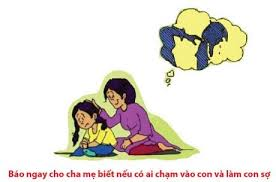 Báo ngay cho cha mẹ biết nếu có ai chạm vào con và làm con sợ